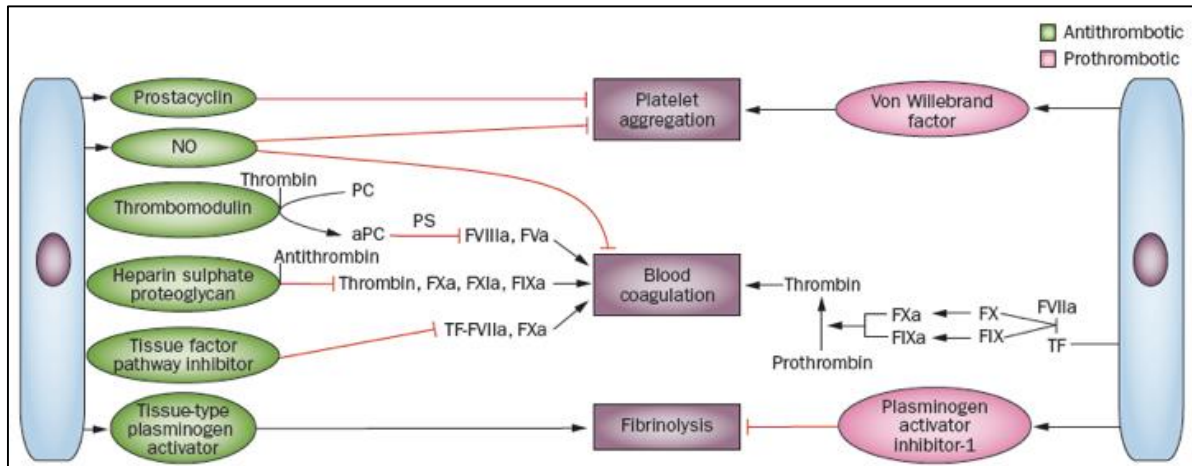 Antithrombotic
Prothrombotic
Prostacyclin
Platelet
aggregation
Von Willebrand
factor
NO
Thrombin
PC
Thrombomodulin
aPC
PS
FVIIIa, FVa
Antithrombin
Heparin sulphate
proteoglycan
Thrombin, FXa, FXIa, FIXa
Blood
coagulation
Thrombin
FXa
FX
FVIIa
FIXa
FIX
TF
Prothrombin
Tissue factor
pathway inhibitor
TF-FVIIa, FXa
Tissue-type
plasminogen
activator
Fibrinolysis
Plasminogen
activator
inhibitor-1